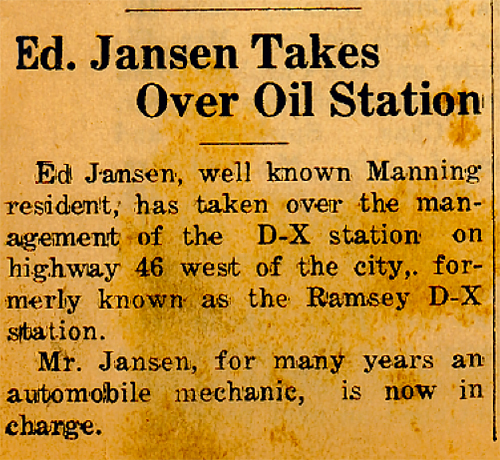 Ed. Jansen Takes
Over Oil Station
Ed Jansen, well known Manning
resident, has taken over the man-
agement of the D-X station on
highway 46 west of the city,. for-
merly known as the Ramsey D-X
station.
Mr. Jansen, for many years an
automobile mechanic, is now in
charge.